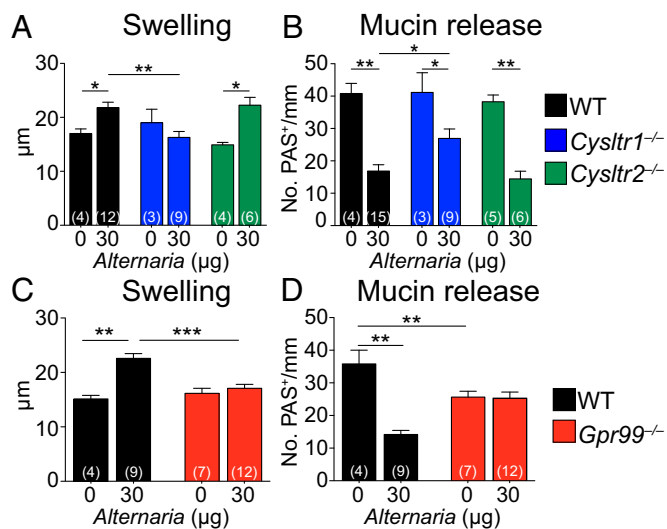 A Swelling
B Mucin release
* ** *
** * * **
30
20
10
0
µm
(4) (12) (3) (9) (4) (6)
0 30 0 30 0 30
Alternaria (µg)
50
40
30
20
10
0
No. PAS+/mm
(4) (15) (3) (9) (5) (6)
0 30 0 30 0 30
Alternaria (µg)
WT
Cysltr1–/–
Cysltr2–/–
C Swelling
D Mucin release
** ***
** **
30
20
10
0
µm
(4) (9) (7) (12)
0 30 0 30
Alternaria (µg)
50
40
30
20
10
0
No. PAS+/mm
(4) (9) (7) (12)
0 30 0 30
Alternaria (µg)
WT
Gpr99–/–